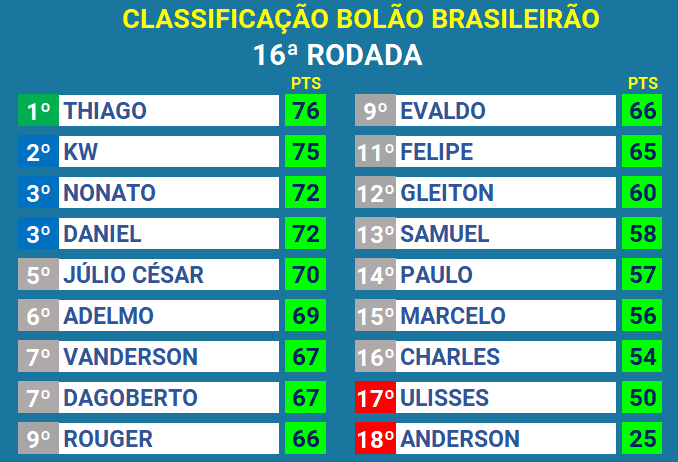 CLASSIFICAÇÃO BOLÃO BRASILEIRÃO
16ª RODADA
PTS
1º THIAGO 76
2º KW 75
3º NONATO 72
3º DANIEL 72
5º JÚLIO CÉSAR 70
6º ADELMO 69
7º VANDERSON 67
7º DAGOBERTO 67
9º ROUGER 66
PTS
9º EVALDO 66
11º FELIPE 65
12º GLEITON 60
13º SAMUEL 58
14º PAULO 57
15º MARCELO 56
16º CHARLES 54
17º ULISSES 50
18º ANDERSON 25